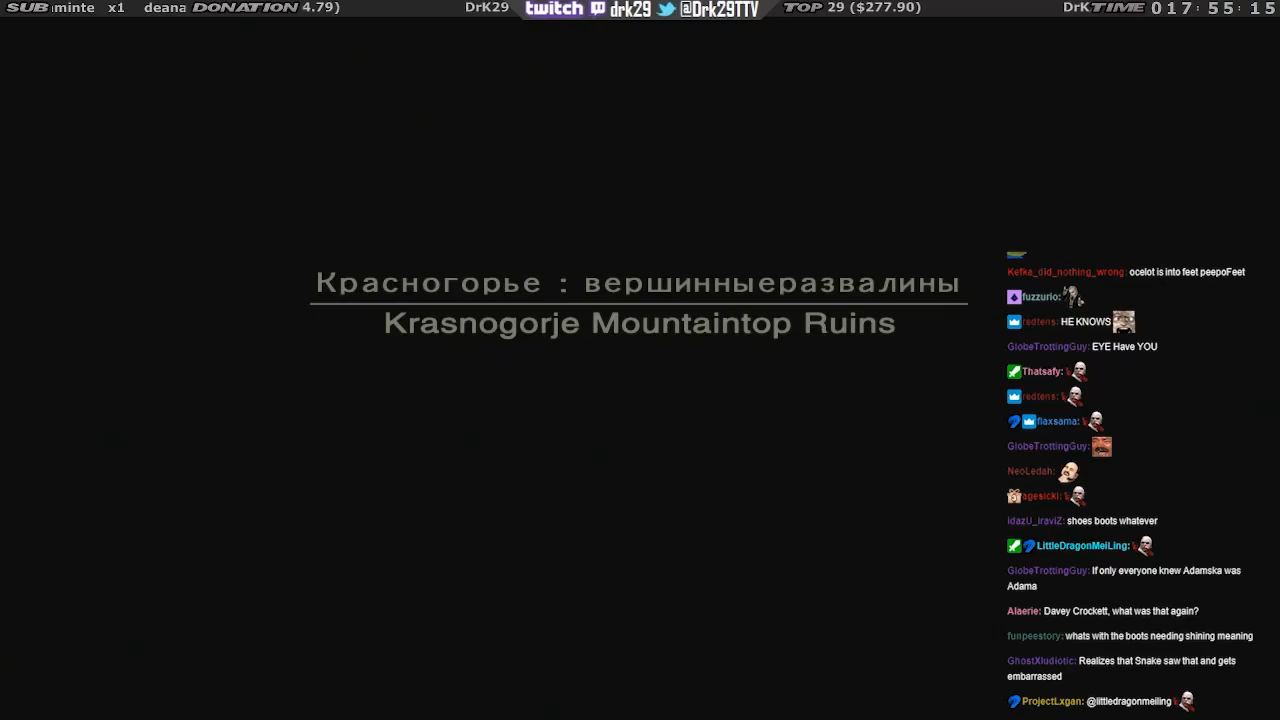 SUB minte x1 deana DONATION 4.79) DrK29 twitch drk29 @Drk29TTV TOP 29 ($277.90) DrKTIME 017:55:15
Красногорье : вершинныеразвалины
Krasnogorje Mountaintop Ruins
Kefka_did_nothing_wrong: ocelot is into feet peepoFeet
fuzzurio:
redtens: HE KNOWS
GlobeTrottingGuy: EYE Have YOU
Thatsafy:
redtens:
flaxsama:
GlobeTrottingGuy:
NeoLedah:
agesicki:
idazU_iraviZ: shoes boots whatever
LittleDragonMeiLing:
GlobeTrottingGuy: If only everyone knew Adamska was
Adama
Alaerie: Davey Crockett, what was that again?
funpeestory: whats with the boots needing shining meaning
GhostXIudiotic: Realizes that Snake saw that and gets
embarrassed
ProjectLxgan: @littledragonmeiling